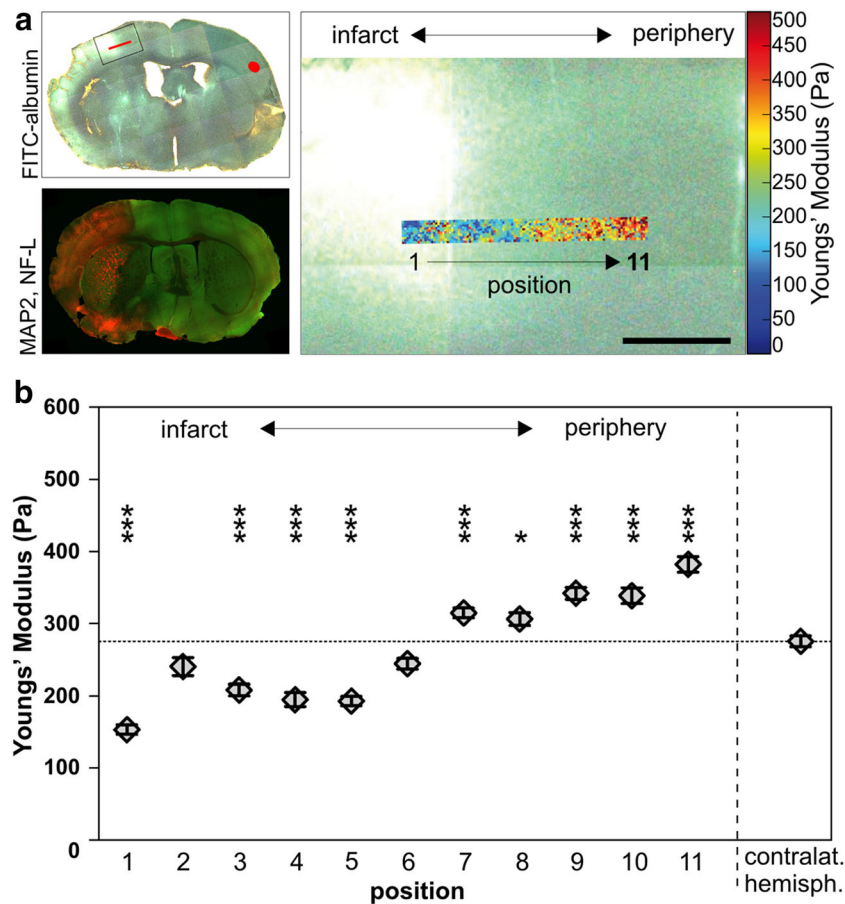 a
FITC-albumin
MAP2, NF-L
infarct periphery
1 11
position
500
450
400
350
300
250
200
150
100
50
0
Youngs' Modulus (Pa)
b
infarct periphery
*** *** *** *** *** * *** *** ***
600
500
400
300
200
100
0
Youngs' Modulus (Pa)
1 2 3 4 5 6 7 8 9 10 11
position
contralat.
hemisph.